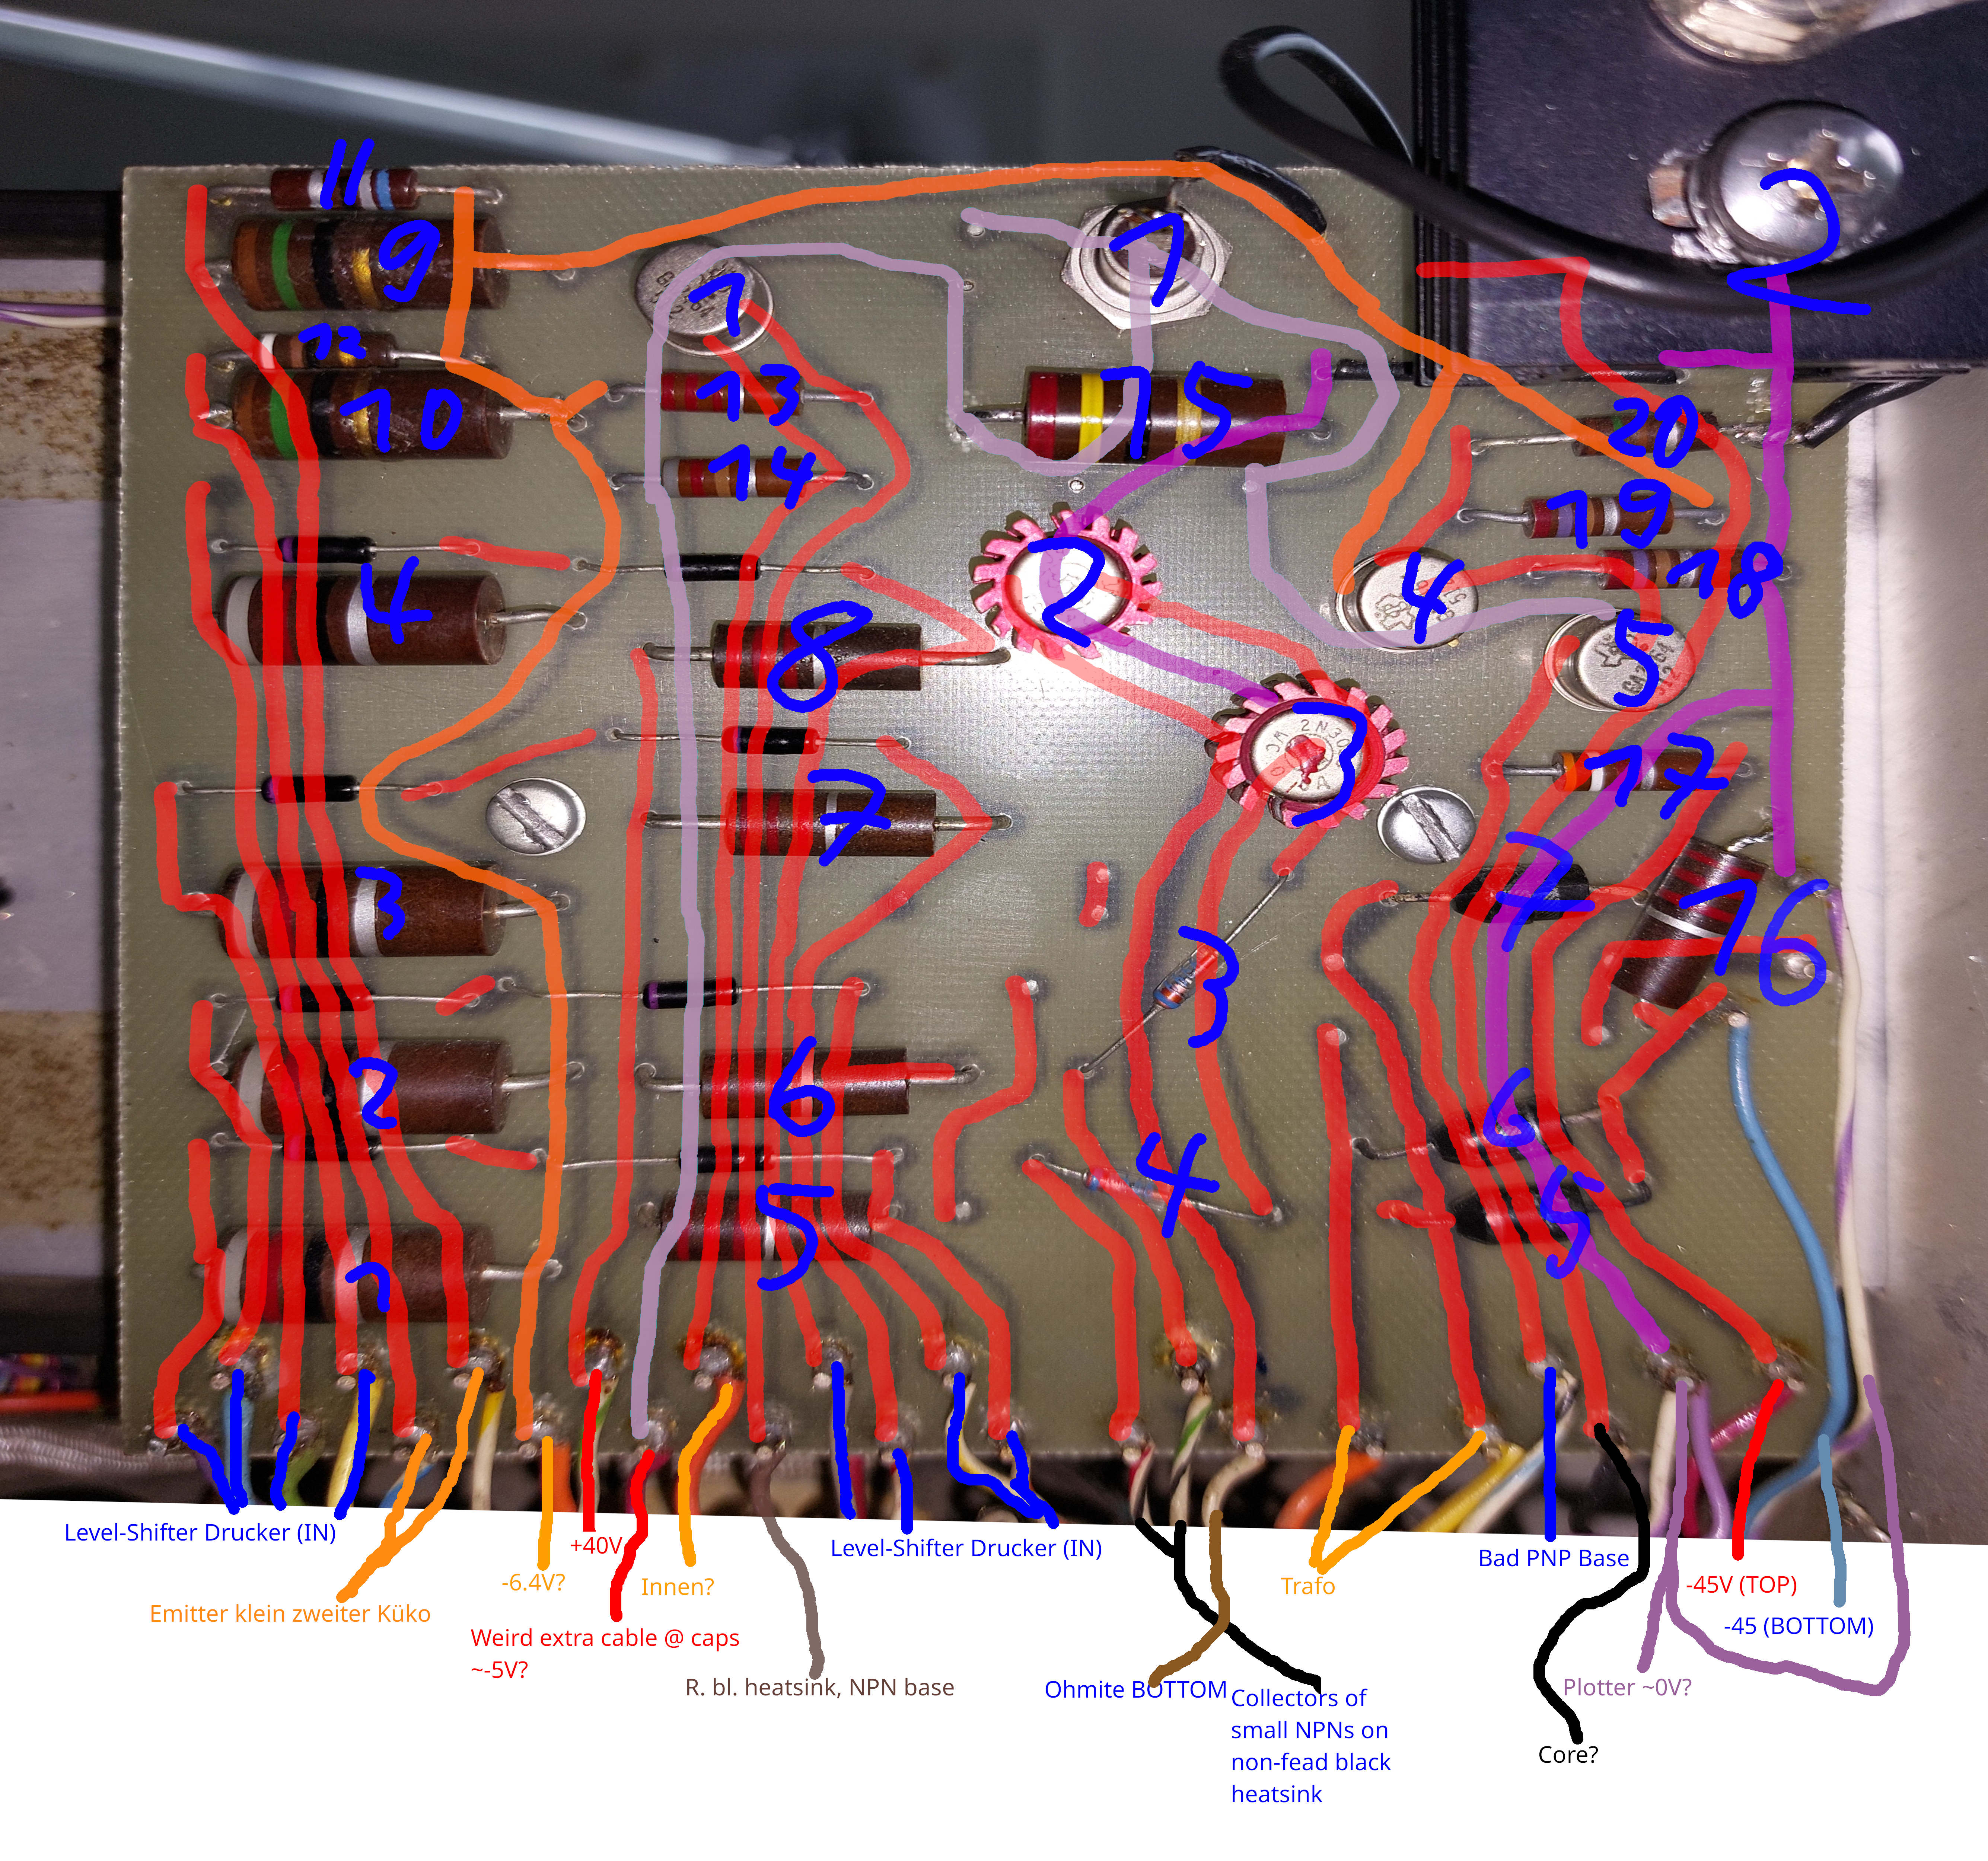 11
9
1
1
2
12
10
13
15
20
14
19
4
2
4
18
8
5
3
17
7
7
3
16
3
2
6
6
4
5
5
1
Level-Shifter Drucker (IN)
+40V
Level-Shifter Drucker (IN)
Bad PNP Base
-6.4V?
Innen?
Trafo
-45V (TOP)
Emitter klein zweiter Küko
-45 (BOTTOM)
Weird extra cable @ caps
~-5V?
R. bl. heatsink, NPN base
Ohmite BOTTOM
Collectors of
small NPNs on
non-fead black
heatsink
Plotter ~0V?
Core?